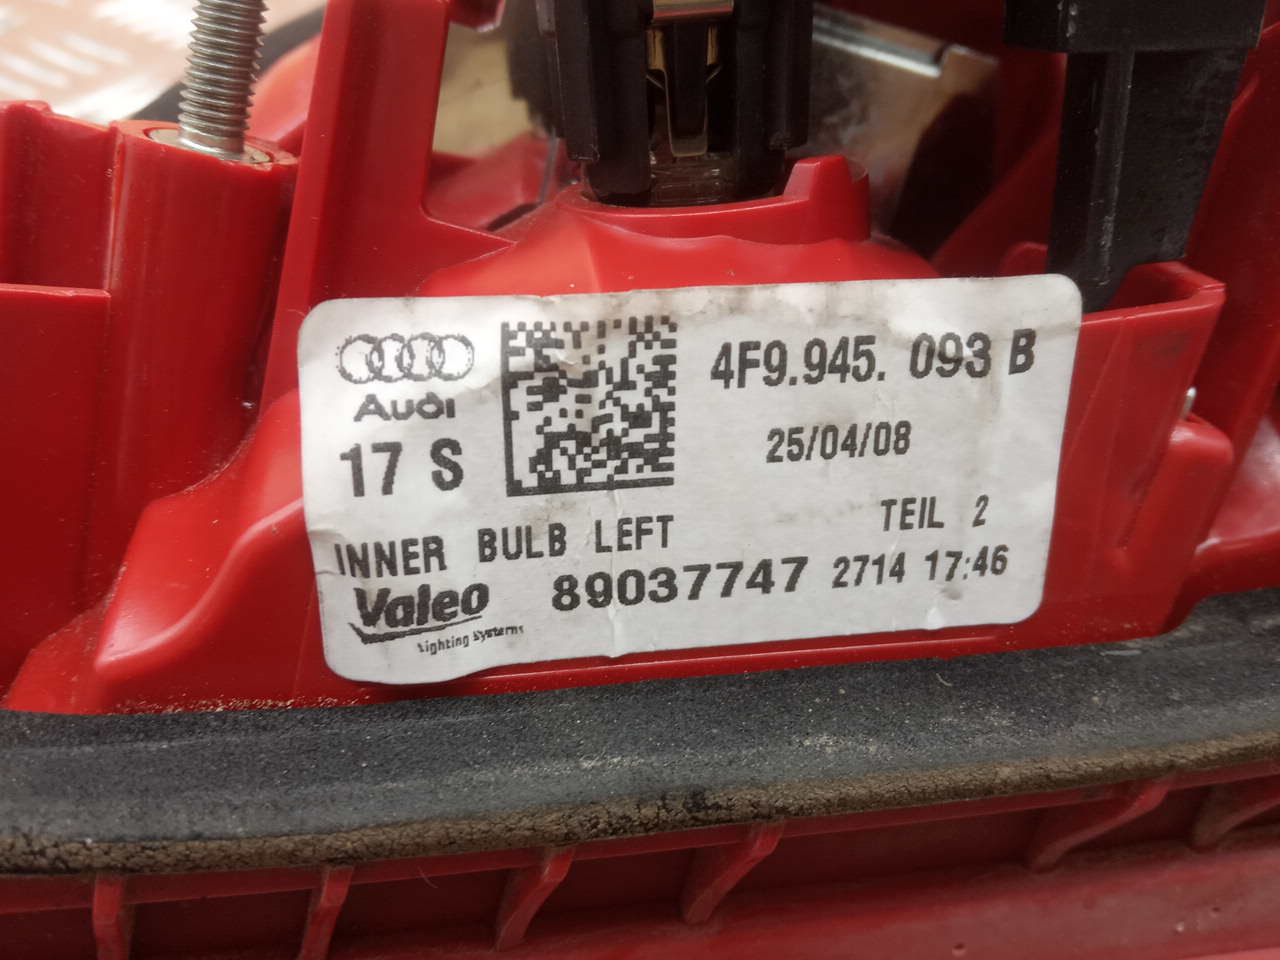 Audi
4F9.945. 093 B
17 S
25/04/08
INNER BULB LEFT
TEIL 2
Valeo
Lighting Systems
89037747 2714 17:46